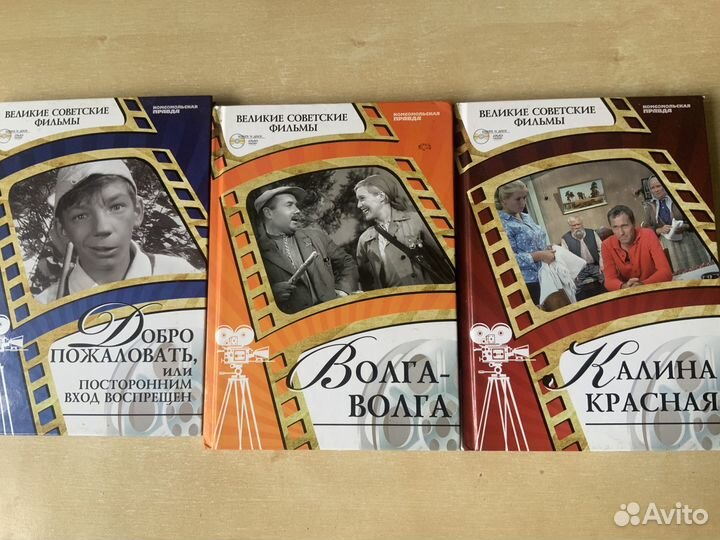 ВЕЛИКИЕ СОВЕТСКИЕ
ФИЛЬМЫ
КОМСОМОЛЬСКАЯ
ПРАВДА
ДОБРО
ПОЖАЛОВАТЬ,
ИЛИ
ПОСТОРОННИМ
ВХОД ВОСПРЕЩЕН
ВЕЛИКИЕ СОВЕТСКИЕ
ФИЛЬМЫ
КОМСОМОЛЬСКАЯ
ПРАВДА
ВОЛГА-
ВОЛГА
ВЕЛИКИЕ СОВЕТСКИЕ
ФИЛЬМЫ
КОМСОМОЛЬСКАЯ
ПРАВДА
КАЛИНА
КРАСНАЯ
Avito